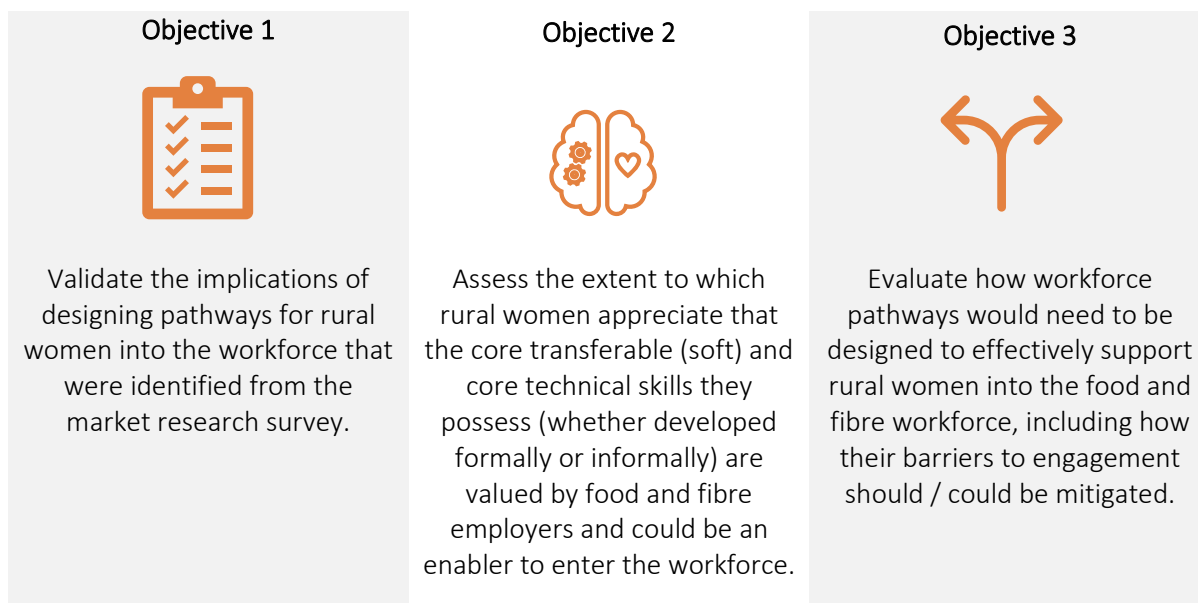 Objective 1
Validate the implications of
designing pathways for rural
women into the workforce that
were identified from the
market research survey.
Objective 2
Assess the extent to which
rural women appreciate that
the core transferable (soft) and
core technical skills they
possess (whether developed
formally or informally) are
valued by food and fibre
employers and could be an
enabler to enter the workforce.
Objective 3
Evaluate how workforce
pathways would need to be
designed to effectively support
rural women into the food and
fibre workforce, including how
their barriers to engagement
should / could be mitigated.